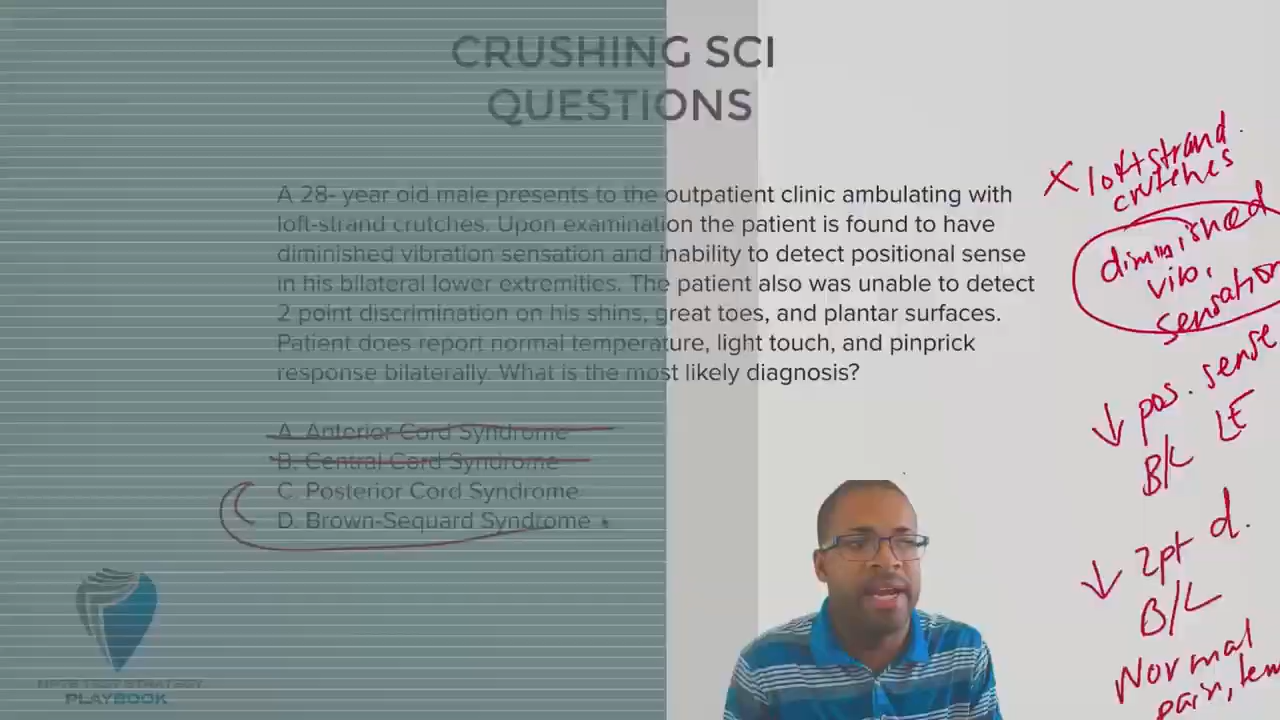 CRUSHING SCI
QUESTIONS
A 28- year old male presents to the outpatient clinic ambulating with
loft-strand crutches. Upon examination the patient is found to have
diminished vibration sensation and inability to detect positional sense
in his bilateral lower extremities. The patient also was unable to detect
2 point discrimination on his shins, great toes, and plantar surfaces.
Patient does report normal temperature, light touch, and pinprick
response bilaterally. What is the most likely diagnosis?
A. Anterior Cord Syndrome
B. Central Cord Syndrome
C. Posterior Cord Syndrome
D. Brown-Sequard Syndrome
X loftstrand
crutches
diminished
vib.
sensation
↓ pos. sense
B/L LE
↓ 2pt d.
B/L
Normal
pain, tem
NPTE TEST STRATEGY
PLAYBOOK